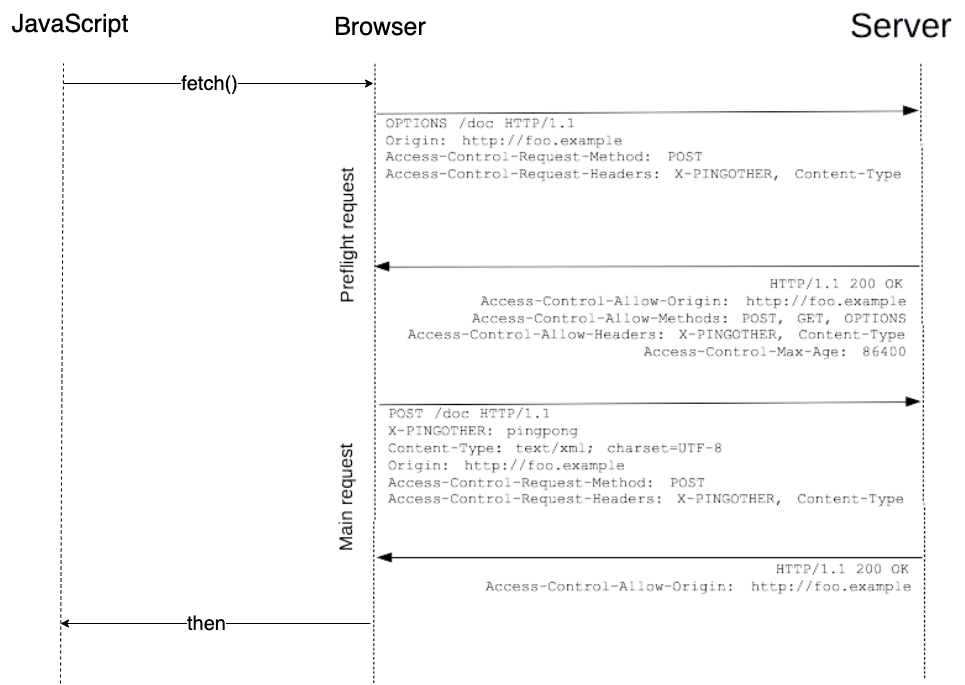 JavaScript
Browser
Server
fetch()
OPTIONS /doc HTTP/1.1
Origin: http://foo.example
Access-Control-Request-Method: POST
Access-Control-Request-Headers: X-PINGOTHER, Content-Type
Preflight request
HTTP/1.1 200 OK
Access-Control-Allow-Origin: http://foo.example
Access-Control-Allow-Methods: POST, GET, OPTIONS
Access-Control-Allow-Headers: X-PINGOTHER, Content-Type
Access-Control-Max-Age: 86400
POST /doc HTTP/1.1
X-PINGOTHER: pingpong
Content-Type: text/xml; charset=UTF-8
Origin: http://foo.example
Access-Control-Request-Method: POST
Access-Control-Request-Headers: X-PINGOTHER, Content-Type
Main request
HTTP/1.1 200 OK
Access-Control-Allow-Origin: http://foo.example
then